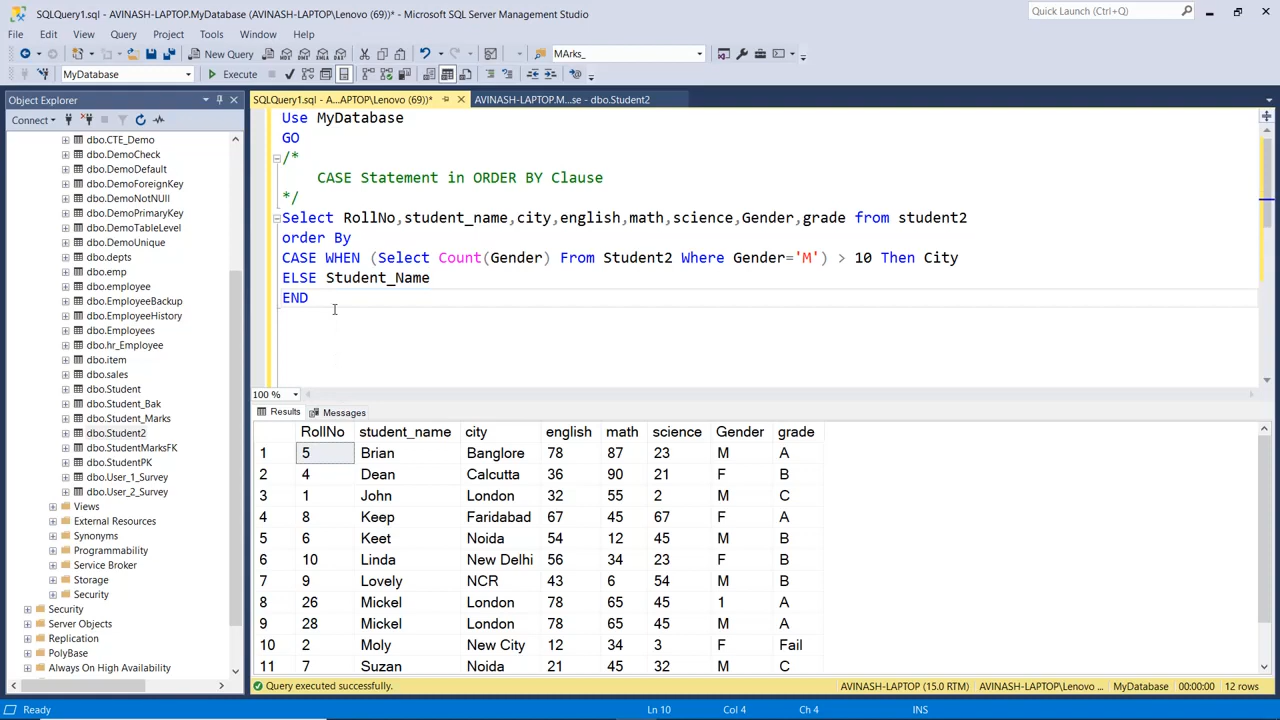 SQLQuery1.sql - AVINASH-LAPTOP.MyDatabase (AVINASH-LAPTOP\Lenovo (69))* - Microsoft SQL Server Management Studio
Quick Launch (Ctrl+Q)
File Edit View Query Project Tools Window Help
New Query MDX DMX XMLA DAX MArks_
MyDatabase Execute
Object Explorer
SQLQuery1.sql - A...APTOP\Lenovo (69))* AVINASH-LAPTOP.M...se - dbo.Student2
Connect
dbo.CTE_Demo
dbo.DemoCheck
dbo.DemoDefault
dbo.DemoForeignKey
dbo.DemoNotNUll
dbo.DemoPrimaryKey
dbo.DemoTableLevel
dbo.DemoUnique
dbo.depts
dbo.emp
dbo.employee
dbo.EmployeeBackup
dbo.EmployeeHistory
dbo.Employees
dbo.hr_Employee
dbo.item
dbo.sales
dbo.Student
dbo.Student_Bak
dbo.Student_Marks
dbo.Student2
dbo.StudentMarksFK
dbo.StudentPK
dbo.User_1_Survey
dbo.User_2_Survey
Views
External Resources
Synonyms
Programmability
Service Broker
Storage
Security
Security
Server Objects
Replication
PolyBase
Always On High Availability
Use MyDatabase
GO
/*
CASE Statement in ORDER BY Clause
*/
Select RollNo,student_name,city,english,math,science,Gender,grade from student2
order By
CASE WHEN (Select Count(Gender) From Student2 Where Gender='M') > 10 Then City
ELSE Student_Name
END
100 %
Results Messages
RollNo student_name city english math science Gender grade
1 5 Brian Banglore 78 87 23 M A
2 4 Dean Calcutta 36 90 21 F B
3 1 John London 32 55 2 M C
4 8 Keep Faridabad 67 45 67 F A
5 6 Keet Noida 54 12 45 M B
6 10 Linda New Delhi 56 34 23 F B
7 9 Lovely NCR 43 6 54 M B
8 26 Mickel London 78 65 45 1 A
9 28 Mickel London 78 65 45 M A
10 2 Moly New City 12 34 3 F Fail
11 7 Suzan Noida 21 45 32 M C
Query executed successfully. AVINASH-LAPTOP (15.0 RTM) AVINASH-LAPTOP\Lenovo ... MyDatabase 00:00:00 12 rows
Ready Ln 10 Col 4 Ch 4 INS